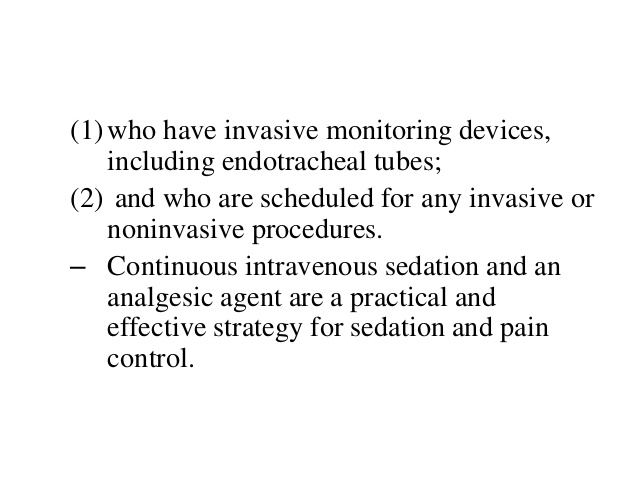 (1) who have invasive monitoring devices,
including endotracheal tubes;
(2) and who are scheduled for any invasive or
noninvasive procedures.
– Continuous intravenous sedation and an
analgesic agent are a practical and
effective strategy for sedation and pain
control.